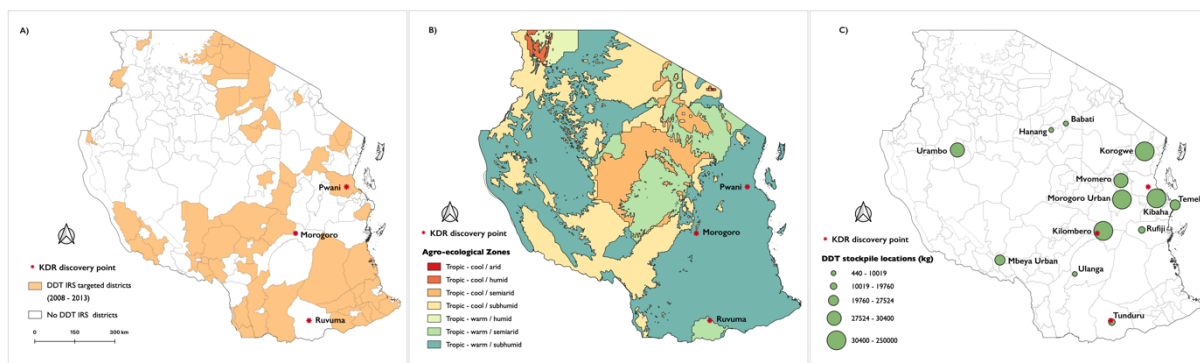 A)
Pwani
Morogoro
Ruvuma
KDR discovery point
DDT IRS targeted districts
(2008 - 2013)
No DDT IRS districts
0 150 300 km
B)
Pwani
Morogoro
Ruvuma
KDR discovery point
Agro-ecological Zones
Tropic - cool / arid
Tropic - cool / humid
Tropic - cool / semiarid
Tropic - cool / subhumid
Tropic - warm / humid
Tropic - warm / semiarid
Tropic - warm / subhumid
C)
Babati
Hanang
Urambo
Korogwe
Mvomero
Morogoro Urban
Kibaha
Temek
Kilombero
Rufiji
Mbeya Urban
Ulanga
Tunduru
KDR discovery point
DDT stockpile locations (kg)
440 - 10019
10019 - 19760
19760 - 27524
27524 - 30400
30400 - 250000